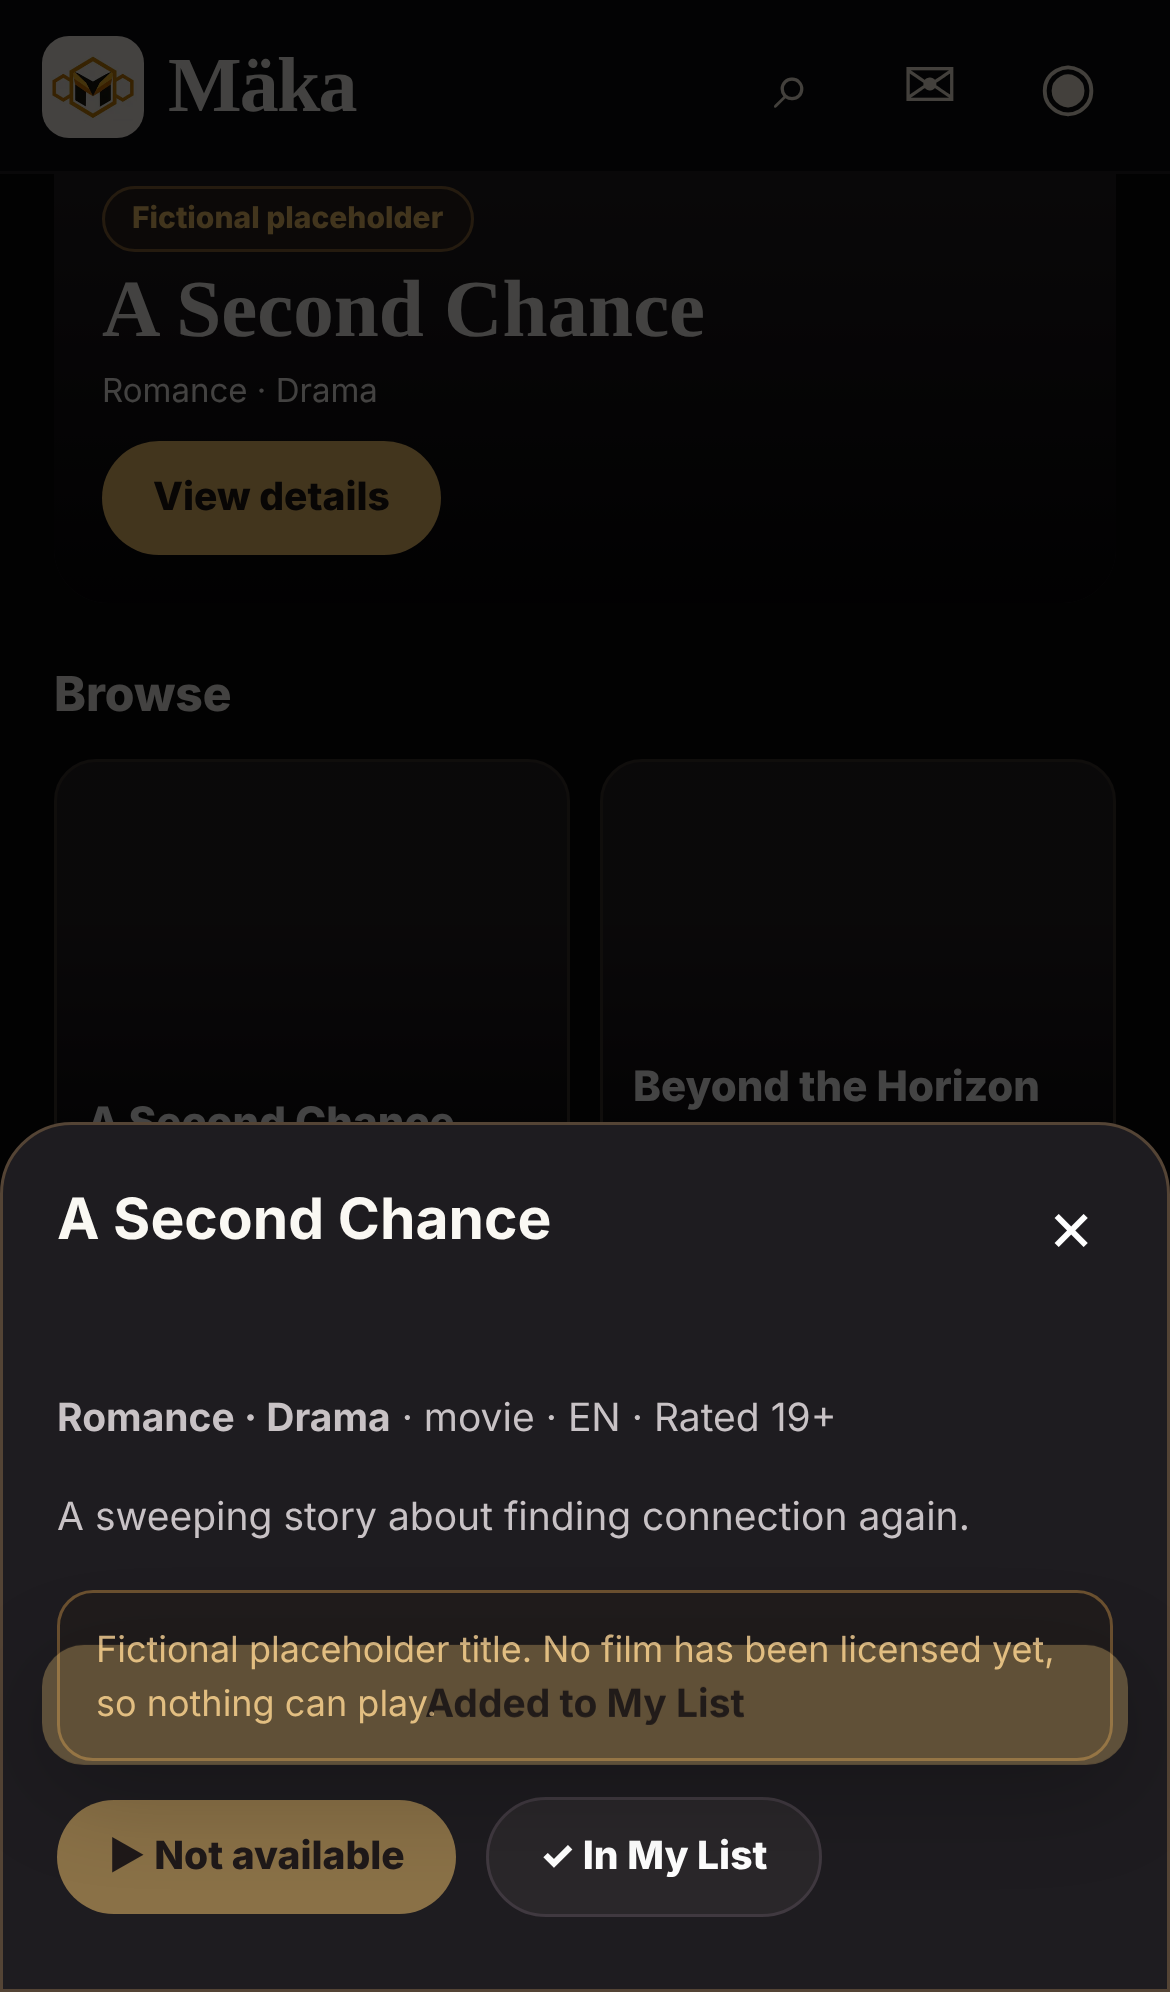 Mäka
Fictional placeholder
A Second Chance
Romance · Drama
View details
Browse
A Second Chance
Beyond the Horizon
A Second Chance
Romance · Drama · movie · EN · Rated 19+
A sweeping story about finding connection again.
Fictional placeholder title. No film has been licensed yet,
so nothing can play.
Added to My List
▶ Not available
✓ In My List